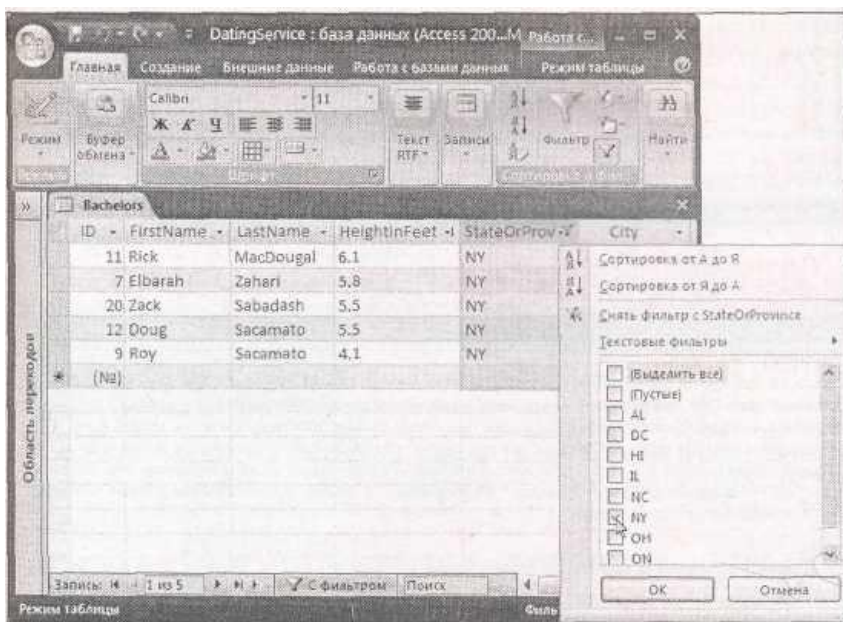 DatingService : база данных (Access 200...M Работа с...
Главная Создание Внешние данные Работа с базами данных Режим таблицы
Calibri 11
Ж К Ч
Режим Буфер обмена Текст RTF Записи Фильтр Найти
Шрифт Сортировка и фил
Bachelors
ID FirstName LastName HeightInFeet StateOrProv City
11 Rick MacDougal 6.1 NY
7 Elbarah Zahari 5,8 NY
20 Zack Sabadash 5,5 NY
12 Doug Sacamato 5,5 NY
9 Roy Sacamato 4,1 NY
(№)
Область переходов
Сортировка от А до Я
Сортировка от Я до А
Снять фильтр с StateOrProvince
Текстовые фильтры
(Выделить все)
(Пустые)
AL
DC
HI
IL
NC
NY
OH
ON
OK Отмена
Запись: 1 из 5 С фильтром Поиск
Режим таблицы Филь